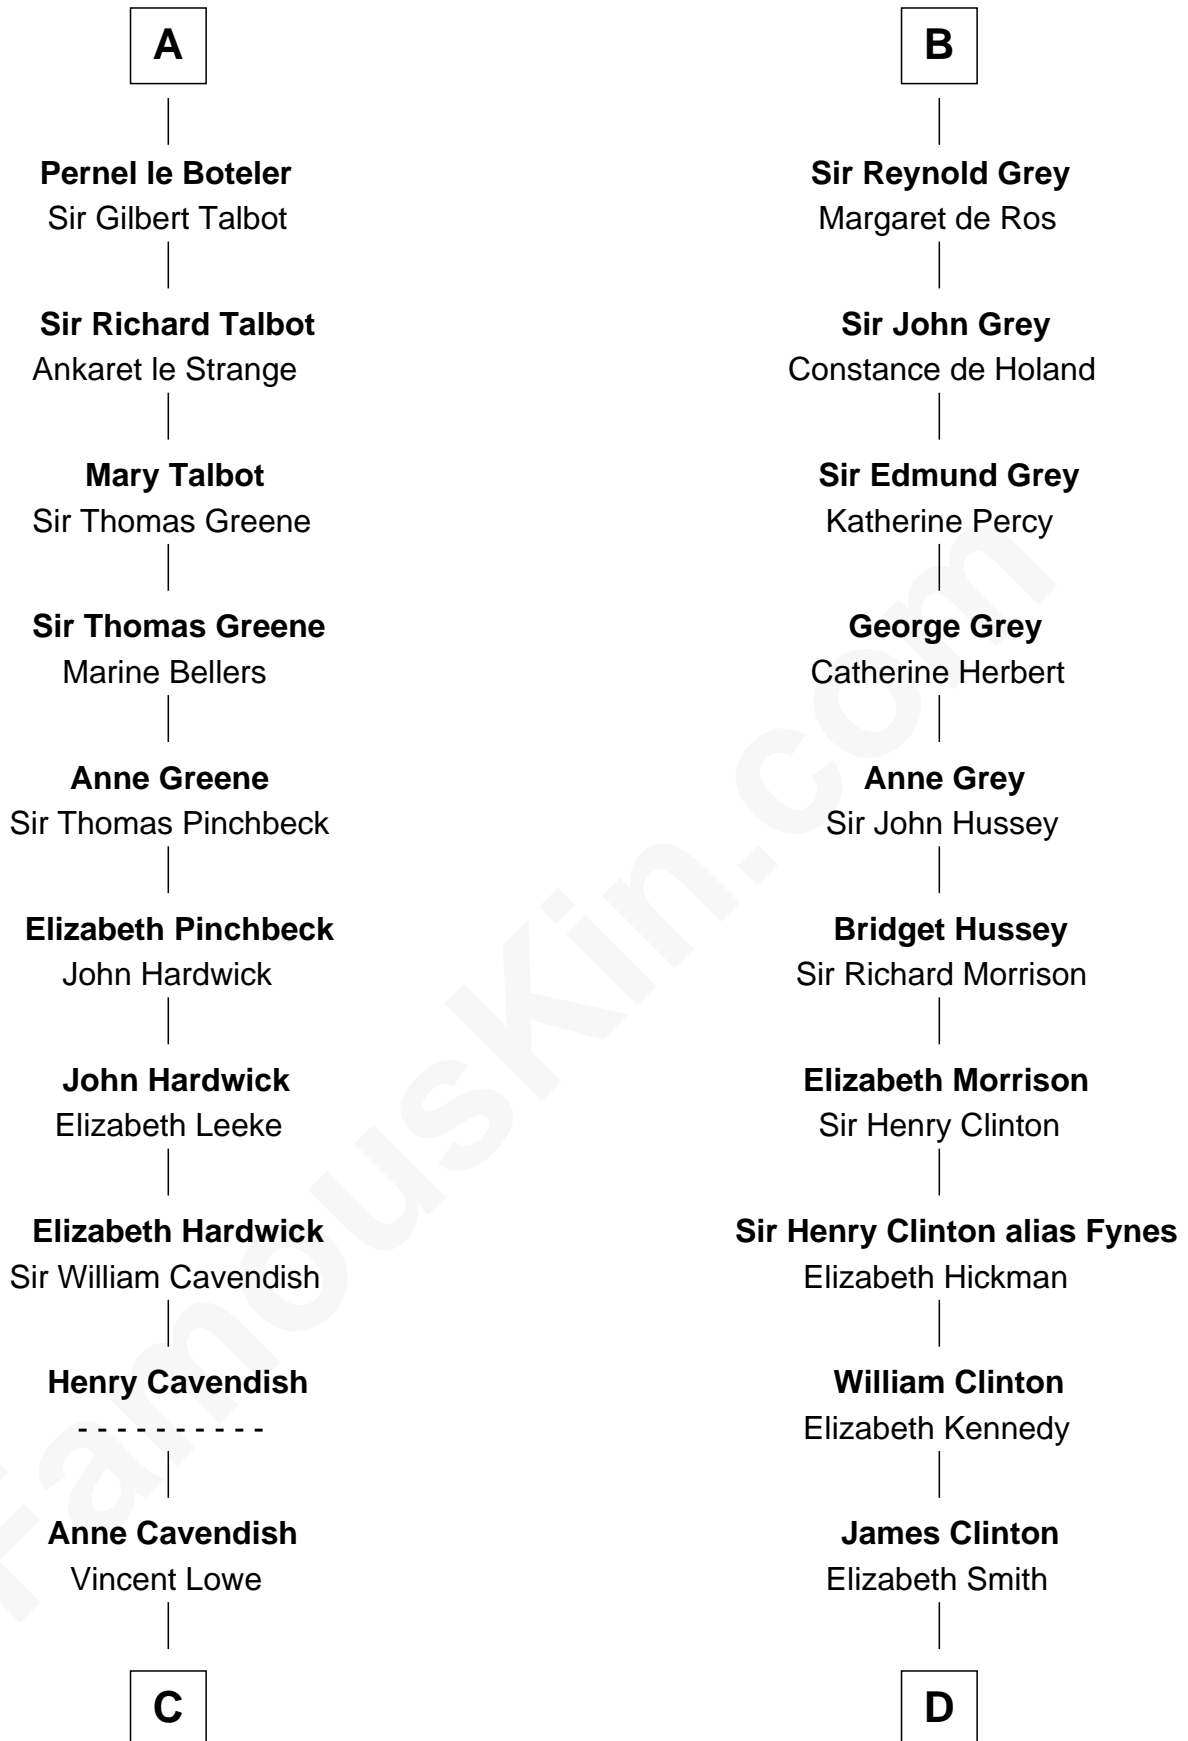 A
Pernel le Boteler
Sir Gilbert Talbot
Sir Richard Talbot
Ankaret le Strange
Mary Talbot
Sir Thomas Greene
Sir Thomas Greene
Marine Bellers
Anne Greene
Sir Thomas Pinchbeck
Elizabeth Pinchbeck
John Hardwick
John Hardwick
Elizabeth Leeke
Elizabeth Hardwick
Sir William Cavendish
Henry Cavendish
- - - - - - - - - -
Anne Cavendish
Vincent Lowe
C
B
Sir Reynold Grey
Margaret de Ros
Sir John Grey
Constance de Holand
Sir Edmund Grey
Katherine Percy
George Grey
Catherine Herbert
Anne Grey
Sir John Hussey
Bridget Hussey
Sir Richard Morrison
Elizabeth Morrison
Sir Henry Clinton
Sir Henry Clinton alias Fynes
Elizabeth Hickman
William Clinton
Elizabeth Kennedy
James Clinton
Elizabeth Smith
D
FamousKin.com